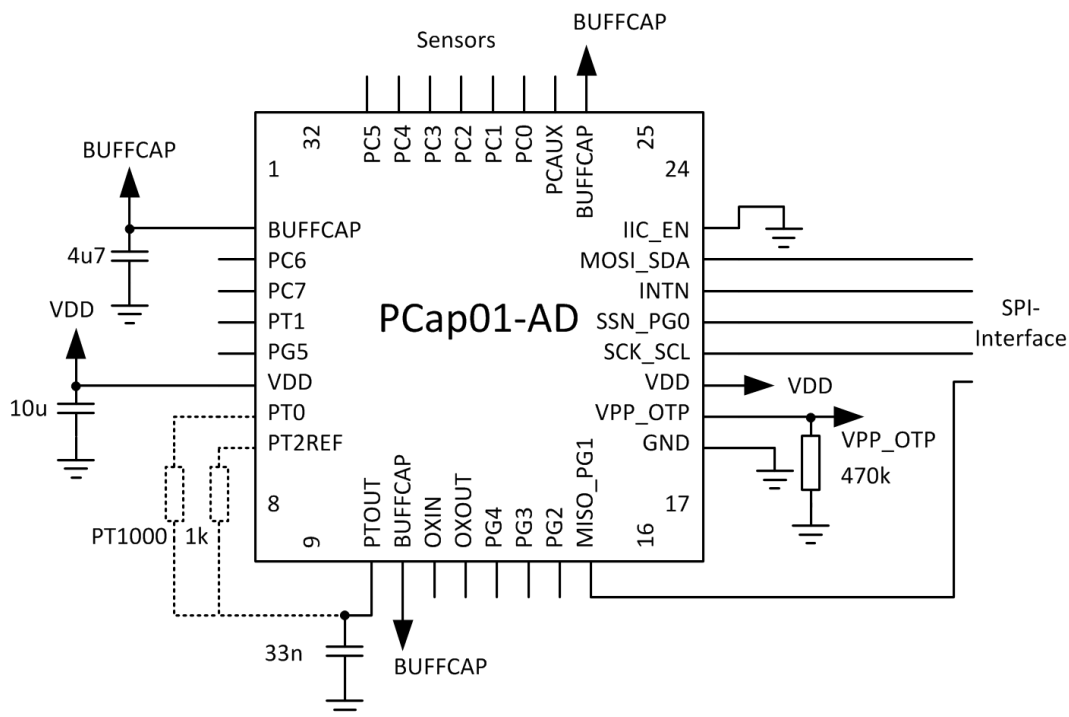 BUFFCAP
Sensors
32
PC5
PC4
PC3
PC2
PC1
PC0
PCAUX
BUFFCAP
25
BUFFCAP
1
24
BUFFCAP
IIC_EN
4u7
PC6
MOSI_SDA
PC7
INTN
VDD
PT1
PCap01-AD
SSN_PG0
SPI-
Interface
PG5
SCK_SCL
VDD
VDD
VDD
10u
PT0
VPP_OTP
PT2REF
GND
VPP_OTP
470k
8
17
PT1000
1k
9
PTOUT
BUFFCAP
OXIN
OXOUT
PG4
PG3
PG2
MISO_PG1
16
33n
BUFFCAP